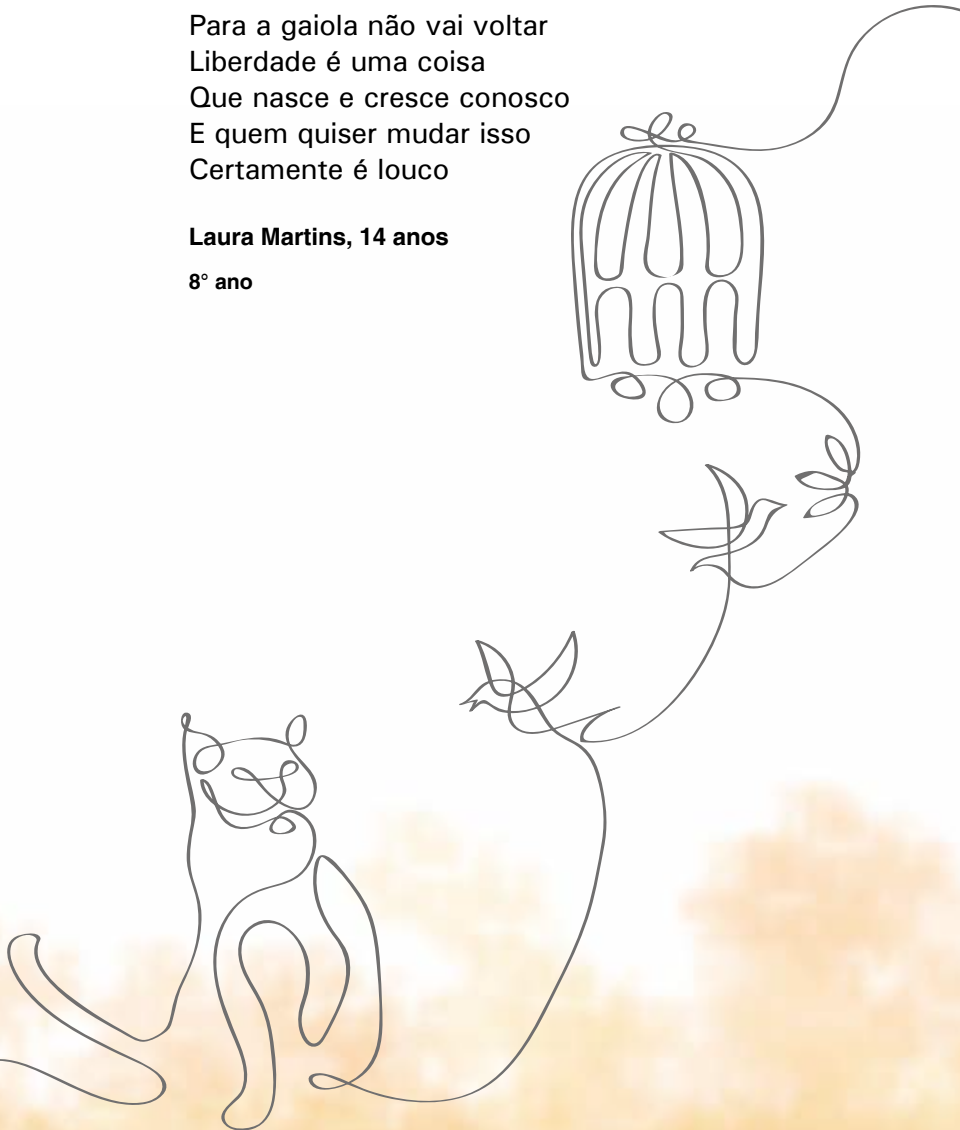 Para a gaiola não vai voltar
Liberdade é uma coisa
Que nasce e cresce conosco
E quem quiser mudar isso
Certamente é louco
Laura Martins, 14 anos
8° ano